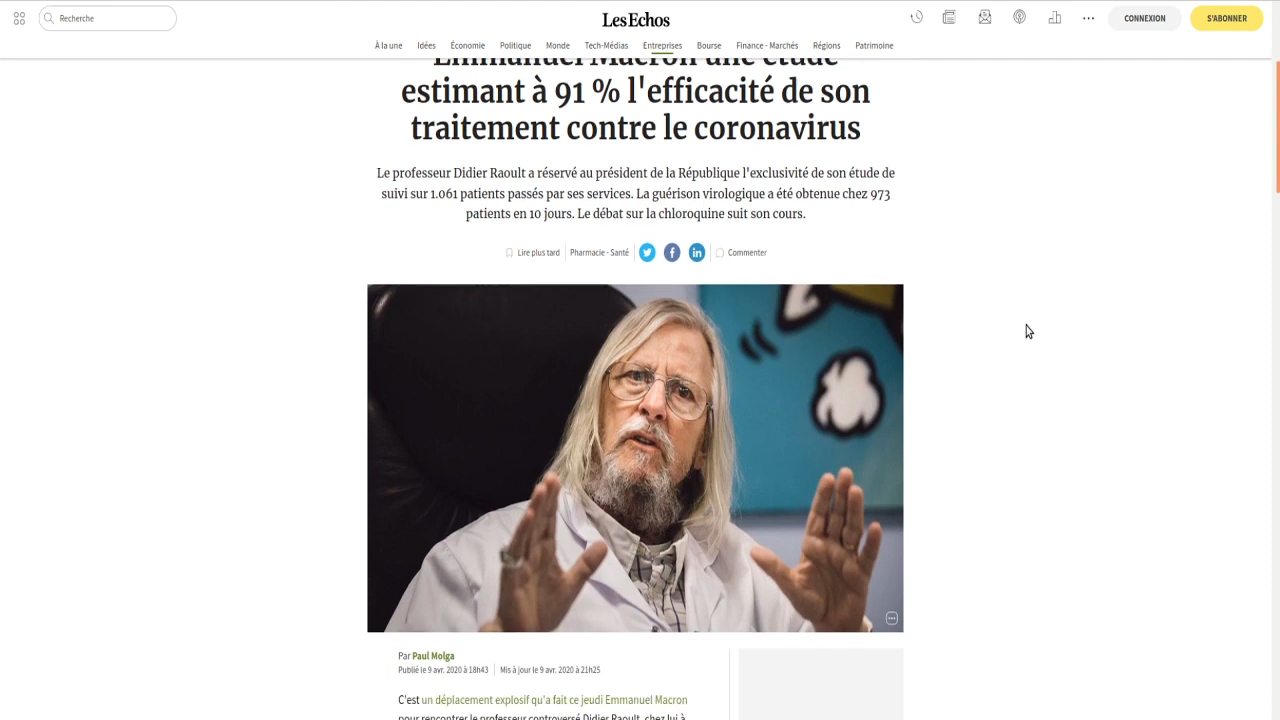 Recherche
Les Echos
CONNEXION
S'ABONNER
À la une
Idées
Économie
Politique
Monde
Tech-Médias
Entreprises
Bourse
Finance - Marchés
Régions
Patrimoine
Emmanuel Macron une étude
estimant à 91 % l'efficacité de son
traitement contre le coronavirus
Le professeur Didier Raoult a réservé au président de la République l'exclusivité de son étude de
suivi sur 1.061 patients passés par ses services. La guérison virologique a été obtenue chez 973
patients en 10 jours. Le débat sur la chloroquine suit son cours.
Lire plus tard
Pharmacie - Santé
Commenter
Par Paul Molga
Publié le 9 avr. 2020 à 18h43
Mis à jour le 9 avr. 2020 à 21h25
C'est un déplacement explosif qu'a fait ce jeudi Emmanuel Macron
pour rencontrer le professeur controversé Didier Raoult, chez lui à